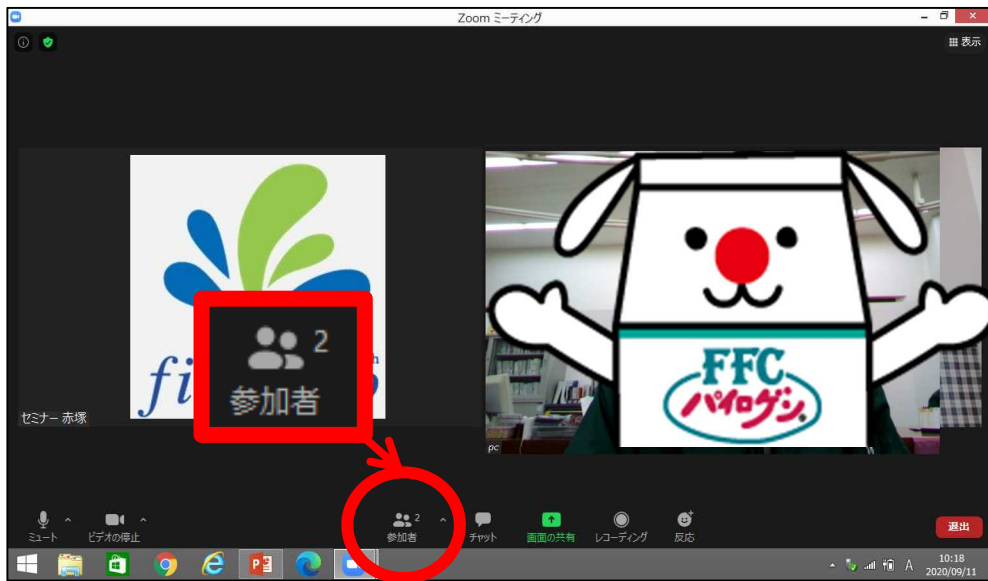 Zoom ミーティング
表示
fi
h
2
参加者
セミナー 赤塚
FFC
パイロゲン
pc
ミュート
ビデオの停止
2
参加者
チャット
画面の共有
レコーディング
反応
退出
A
10:18
2020/09/11